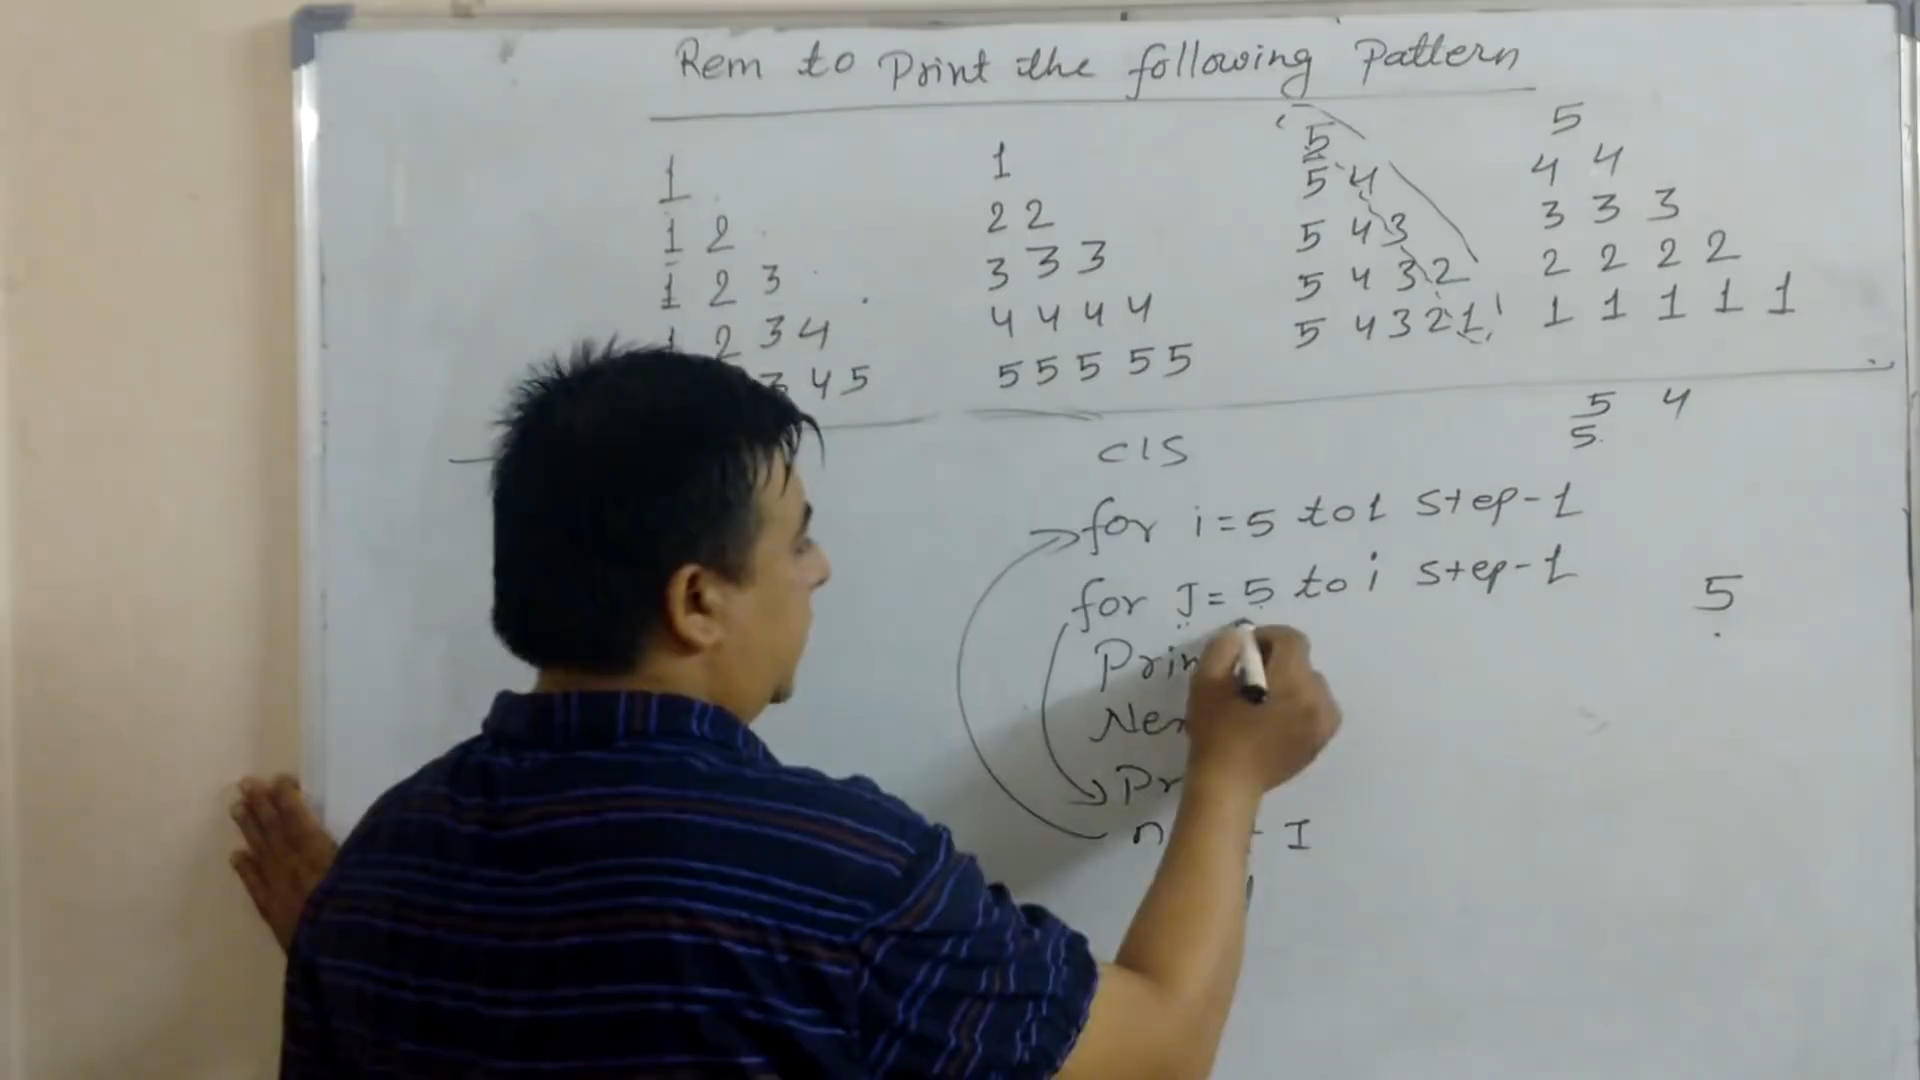 Rem to Print the following Pattern
1
1 2
1 2 3
1 2 3 4
3 4 5
1
2 2
3 3 3
4 4 4 4
5 5 5 5 5
5
5 4
5 4 3
5 4 3 2
5 4 3 2 1
5
4 4
3 3 3
2 2 2 2
1 1 1 1 1
5 4
5
ClS
for i=5 to 1 Step-1
for J=5 to i Step-1
5
I